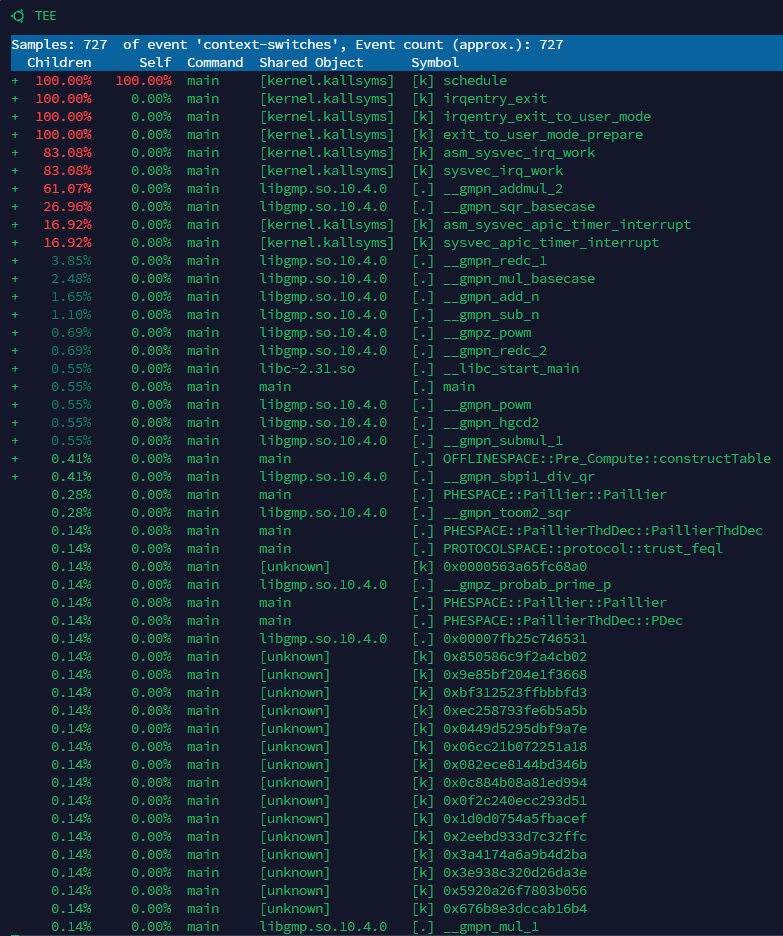 TEE
Samples: 727  of event 'context-switches', Event count (approx.): 727
  Children      Self  Command  Shared Object      Symbol
+  100.00%   100.00%  main     [kernel.kallsyms]  [k] schedule
+  100.00%     0.00%  main     [kernel.kallsyms]  [k] irqentry_exit
+  100.00%     0.00%  main     [kernel.kallsyms]  [k] irqentry_exit_to_user_mode
+  100.00%     0.00%  main     [kernel.kallsyms]  [k] exit_to_user_mode_prepare
+   83.08%     0.00%  main     [kernel.kallsyms]  [k] asm_sysvec_irq_work
+   83.08%     0.00%  main     [kernel.kallsyms]  [k] sysvec_irq_work
+   61.07%     0.00%  main     libgmp.so.10.4.0   [.] __gmpn_addmul_2
+   26.96%     0.00%  main     libgmp.so.10.4.0   [.] __gmpn_sqr_basecase
+   16.92%     0.00%  main     [kernel.kallsyms]  [k] asm_sysvec_apic_timer_interrupt
+   16.92%     0.00%  main     [kernel.kallsyms]  [k] sysvec_apic_timer_interrupt
+    3.85%     0.00%  main     libgmp.so.10.4.0   [.] __gmpn_redc_1
+    2.48%     0.00%  main     libgmp.so.10.4.0   [.] __gmpn_mul_basecase
+    1.65%     0.00%  main     libgmp.so.10.4.0   [.] __gmpn_add_n
+    1.10%     0.00%  main     libgmp.so.10.4.0   [.] __gmpn_sub_n
+    0.69%     0.00%  main     libgmp.so.10.4.0   [.] __gmpz_powm
+    0.69%     0.00%  main     libgmp.so.10.4.0   [.] __gmpn_redc_2
+    0.55%     0.00%  main     libc-2.31.so       [.] __libc_start_main
+    0.55%     0.00%  main     main               [.] main
+    0.55%     0.00%  main     libgmp.so.10.4.0   [.] __gmpn_powm
+    0.55%     0.00%  main     libgmp.so.10.4.0   [.] __gmpn_hgcd2
+    0.55%     0.00%  main     libgmp.so.10.4.0   [.] __gmpn_submul_1
+    0.41%     0.00%  main     main               [.] OFFLINESPACE::Pre_Compute::constructTable
+    0.41%     0.00%  main     libgmp.so.10.4.0   [.] __gmpn_sbpi1_div_qr
     0.28%     0.00%  main     main               [.] PHESPACE::Paillier::Paillier
     0.28%     0.00%  main     libgmp.so.10.4.0   [.] __gmpn_toom2_sqr
     0.14%     0.00%  main     main               [.] PHESPACE::PaillierThdDec::PaillierThdDec
     0.14%     0.00%  main     main               [.] PROTOCOLSPACE::protocol::trust_feql
     0.14%     0.00%  main     [unknown]          [k] 0x0000563a65fc68a0
     0.14%     0.00%  main     libgmp.so.10.4.0   [.] __gmpz_probab_prime_p
     0.14%     0.00%  main     main               [.] PHESPACE::Paillier::Paillier
     0.14%     0.00%  main     main               [.] PHESPACE::PaillierThdDec::PDec
     0.14%     0.00%  main     libgmp.so.10.4.0   [.] 0x00007fb25c746531
     0.14%     0.00%  main     [unknown]          [k] 0x850586c9f2a4cb02
     0.14%     0.00%  main     [unknown]          [k] 0x9e85bf204e1f3668
     0.14%     0.00%  main     [unknown]          [k] 0xbf312523ffbbbfd3
     0.14%     0.00%  main     [unknown]          [k] 0xec258793fe6b5a5b
     0.14%     0.00%  main     [unknown]          [k] 0x0449d5295dbf9a7e
     0.14%     0.00%  main     [unknown]          [k] 0x06cc21b072251a18
     0.14%     0.00%  main     [unknown]          [k] 0x082ece8144bd346b
     0.14%     0.00%  main     [unknown]          [k] 0x0c884b08a81ed994
     0.14%     0.00%  main     [unknown]          [k] 0x0f2c240ecc293d51
     0.14%     0.00%  main     [unknown]          [k] 0x1d0d0754a5fbacef
     0.14%     0.00%  main     [unknown]          [k] 0x2eebd933d7c32ffc
     0.14%     0.00%  main     [unknown]          [k] 0x3a4174a6a9b4d2ba
     0.14%     0.00%  main     [unknown]          [k] 0x3e938c320d26da3e
     0.14%     0.00%  main     [unknown]          [k] 0x5920a26f7803b056
     0.14%     0.00%  main     [unknown]          [k] 0x676b8e3dccab16b4
     0.14%     0.00%  main     libgmp.so.10.4.0   [.] __gmpn_mul_1